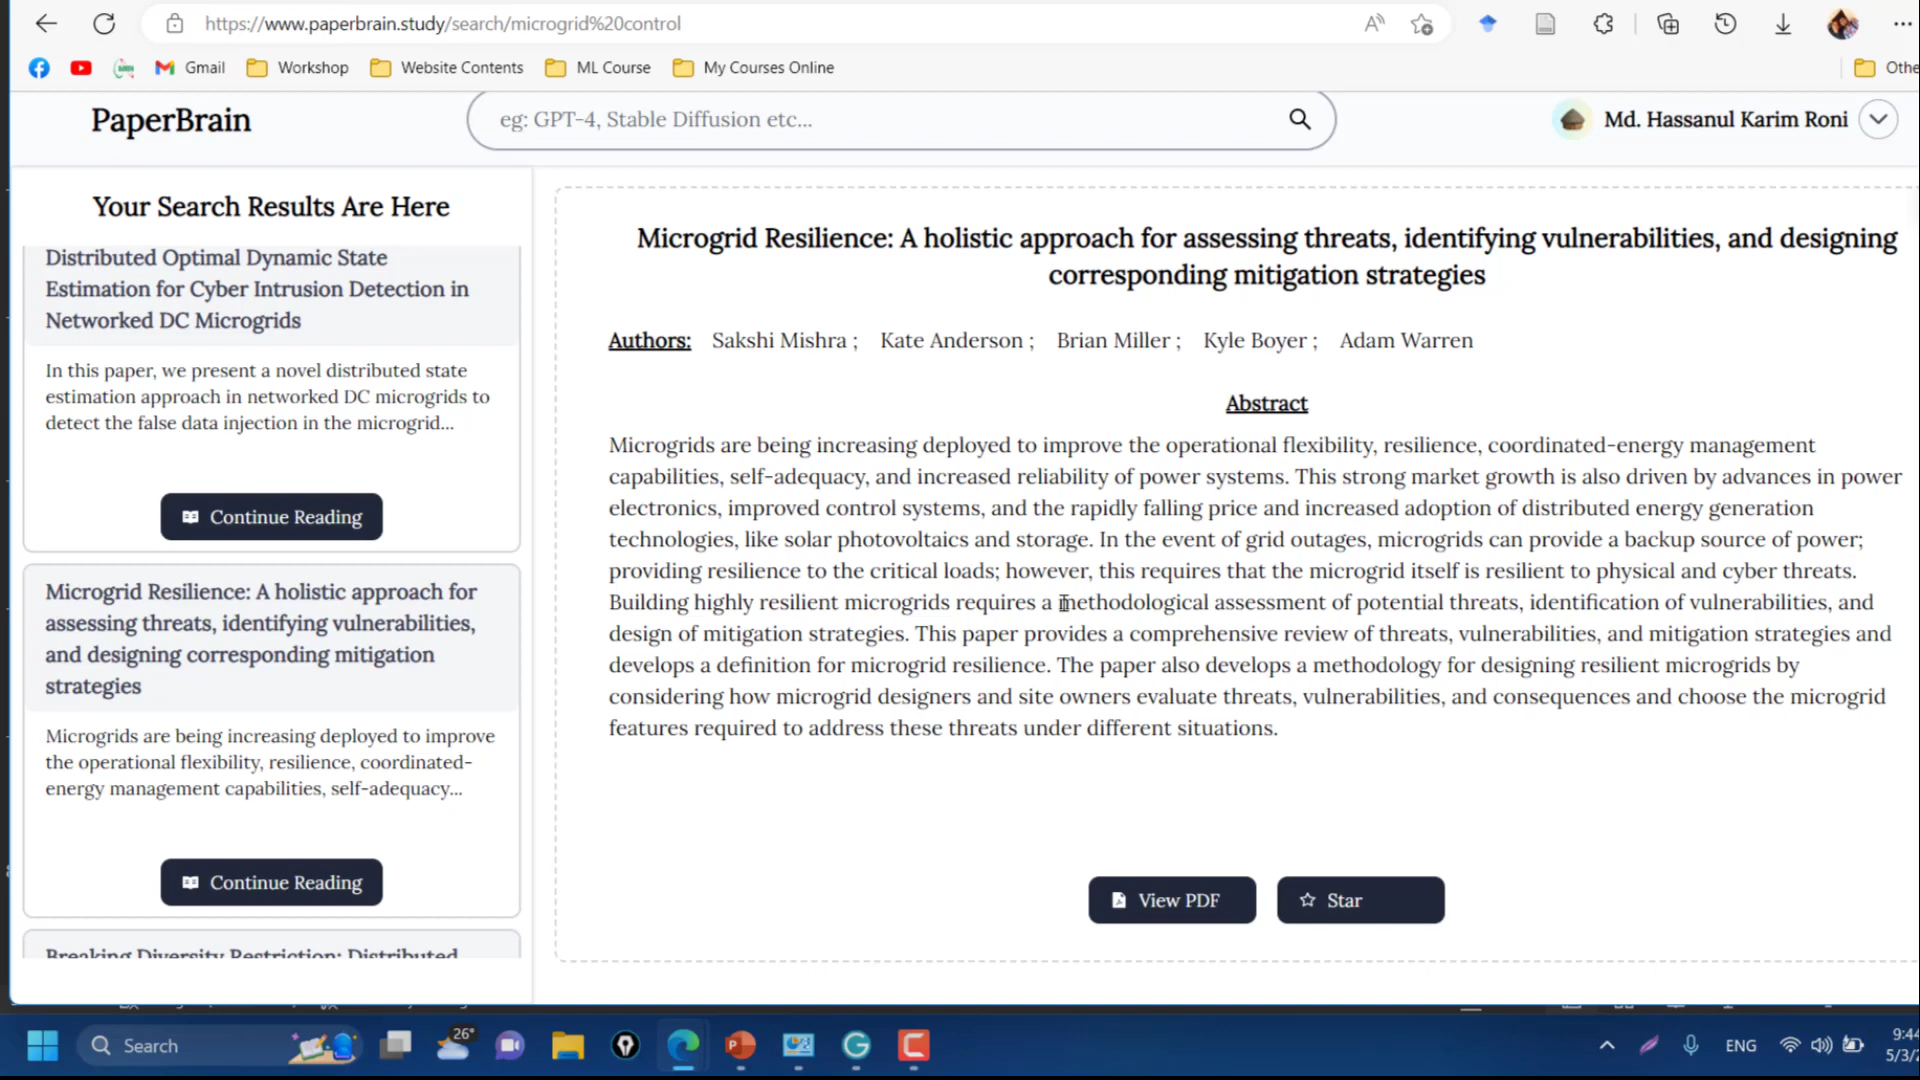 https://www.paperbrain.study/search/microgrid%20control
Gmail
Workshop
Website Contents
ML Course
My Courses Online
Othe
PaperBrain
eg: GPT-4, Stable Diffusion etc...
Md. Hassanul Karim Roni
Your Search Results Are Here
Distributed Optimal Dynamic State
Estimation for Cyber Intrusion Detection in
Networked DC Microgrids
In this paper, we present a novel distributed state
estimation approach in networked DC microgrids to
detect the false data injection in the microgrid...
Continue Reading
Microgrid Resilience: A holistic approach for
assessing threats, identifying vulnerabilities,
and designing corresponding mitigation
strategies
Microgrids are being increasing deployed to improve
the operational flexibility, resilience, coordinated-
energy management capabilities, self-adequacy...
Continue Reading
Breaking Diversity Restriction: Distributed
Microgrid Resilience: A holistic approach for assessing threats, identifying vulnerabilities, and designing
corresponding mitigation strategies
Authors: Sakshi Mishra ; Kate Anderson ; Brian Miller ; Kyle Boyer ; Adam Warren
Abstract
Microgrids are being increasing deployed to improve the operational flexibility, resilience, coordinated-energy management
capabilities, self-adequacy, and increased reliability of power systems. This strong market growth is also driven by advances in power
electronics, improved control systems, and the rapidly falling price and increased adoption of distributed energy generation
technologies, like solar photovoltaics and storage. In the event of grid outages, microgrids can provide a backup source of power;
providing resilience to the critical loads; however, this requires that the microgrid itself is resilient to physical and cyber threats.
Building highly resilient microgrids requires a methodological assessment of potential threats, identification of vulnerabilities, and
design of mitigation strategies. This paper provides a comprehensive review of threats, vulnerabilities, and mitigation strategies and
develops a definition for microgrid resilience. The paper also develops a methodology for designing resilient microgrids by
considering how microgrid designers and site owners evaluate threats, vulnerabilities, and consequences and choose the microgrid
features required to address these threats under different situations.
View PDF
Star
Search
26°
ENG
9:44
5/3/2